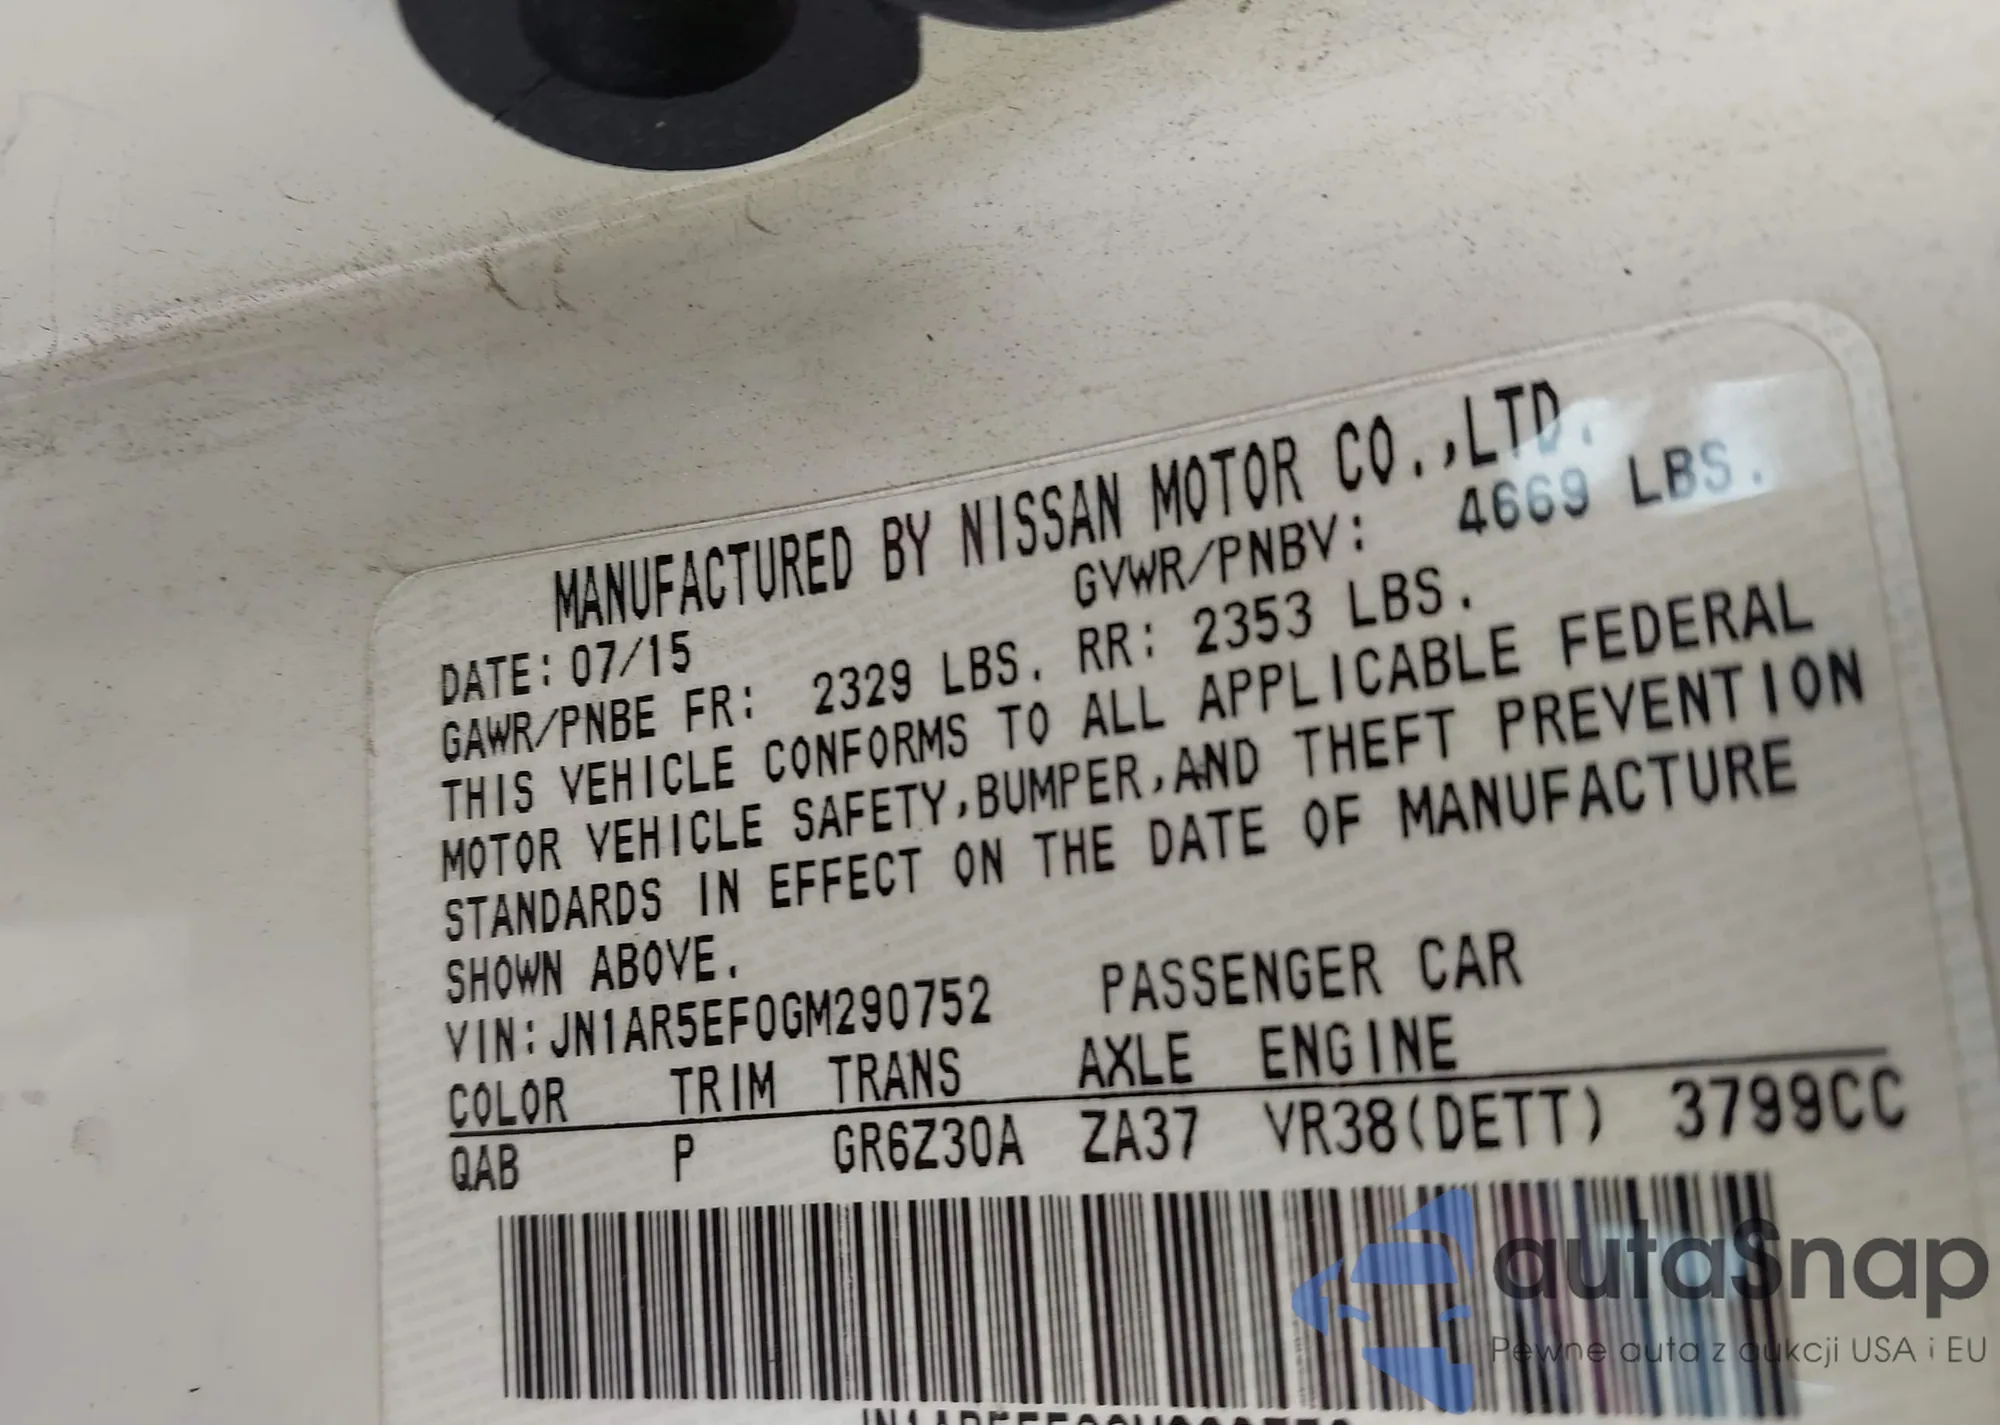 MANUFACTURED BY NISSAN MOTOR CO.,LTD.
DATE: 07/15 GVWR/PNBV: 4669 LBS.
GAWR/PNBE FR: 2329 LBS. RR: 2353 LBS.
THIS VEHICLE CONFORMS TO ALL APPLICABLE FEDERAL
MOTOR VEHICLE SAFETY,BUMPER,AND THEFT PREVENTION
STANDARDS IN EFFECT ON THE DATE OF MANUFACTURE
SHOWN ABOVE.
VIN:JN1AR5EF0GM290752 PASSENGER CAR
COLOR TRIM TRANS AXLE ENGINE
QAB P GR6Z30A ZA37 VR38(DETT) 3799CC
autaSnap
Pewne auta z aukcji USA i EU